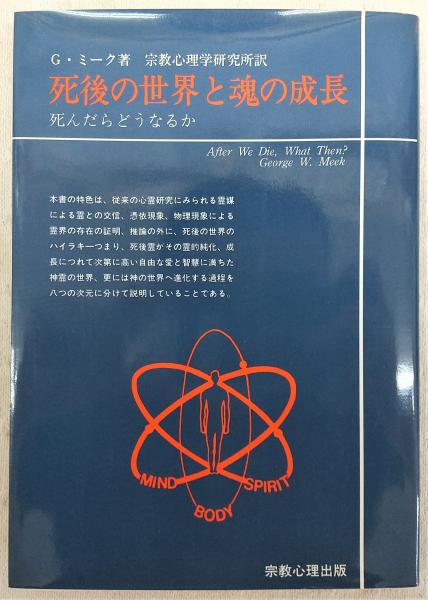 G・ミーク著 宗教心理学研究所訳
死後の世界と魂の成長
死んだらどうなるか
After We Die, What Then?
George W. Meek
本書の特色は、従来の心霊研究にみられる霊媒
による霊との交信、憑依現象、物理現象による
霊界の存在の証明、推論の外に、死後の世界の
ハイラキーつまり、死後霊がその霊的純化、成
長につれて次第に高い自由な愛と智慧に満ちた
神霊の世界、更には神の世界へ進化する過程を
八つの次元に分けて説明していることである。
MIND
SPIRIT
BODY
宗教心理出版